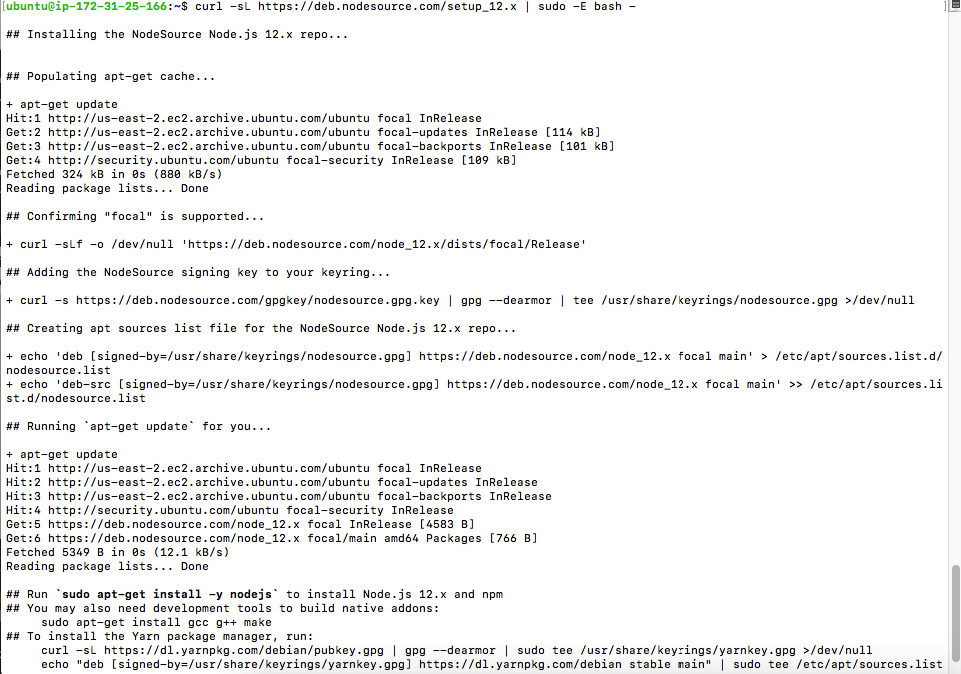 [ubuntu@ip-172-31-25-166:~$ curl -sL https://deb.nodesource.com/setup_12.x | sudo -E bash - ]
## Installing the NodeSource Node.js 12.x repo...
## Populating apt-get cache...
+ apt-get update
Hit:1 http://us-east-2.ec2.archive.ubuntu.com/ubuntu focal InRelease
Get:2 http://us-east-2.ec2.archive.ubuntu.com/ubuntu focal-updates InRelease [114 kB]
Get:3 http://us-east-2.ec2.archive.ubuntu.com/ubuntu focal-backports InRelease [101 kB]
Get:4 http://security.ubuntu.com/ubuntu focal-security InRelease [109 kB]
Fetched 324 kB in 0s (880 kB/s)
Reading package lists... Done
## Confirming "focal" is supported...
+ curl -sLf -o /dev/null 'https://deb.nodesource.com/node_12.x/dists/focal/Release'
## Adding the NodeSource signing key to your keyring...
+ curl -s https://deb.nodesource.com/gpgkey/nodesource.gpg.key | gpg --dearmor | tee /usr/share/keyrings/nodesource.gpg >/dev/null
## Creating apt sources list file for the NodeSource Node.js 12.x repo...
+ echo 'deb [signed-by=/usr/share/keyrings/nodesource.gpg] https://deb.nodesource.com/node_12.x focal main' > /etc/apt/sources.list.d/
nodesource.list
+ echo 'deb-src [signed-by=/usr/share/keyrings/nodesource.gpg] https://deb.nodesource.com/node_12.x focal main' >> /etc/apt/sources.li
st.d/nodesource.list
## Running `apt-get update` for you...
+ apt-get update
Hit:1 http://us-east-2.ec2.archive.ubuntu.com/ubuntu focal InRelease
Hit:2 http://us-east-2.ec2.archive.ubuntu.com/ubuntu focal-updates InRelease
Hit:3 http://us-east-2.ec2.archive.ubuntu.com/ubuntu focal-backports InRelease
Hit:4 http://security.ubuntu.com/ubuntu focal-security InRelease
Get:5 https://deb.nodesource.com/node_12.x focal InRelease [4583 B]
Get:6 https://deb.nodesource.com/node_12.x focal/main amd64 Packages [766 B]
Fetched 5349 B in 0s (12.1 kB/s)
Reading package lists... Done
## Run `sudo apt-get install -y nodejs` to install Node.js 12.x and npm
## You may also need development tools to build native addons:
     sudo apt-get install gcc g++ make
## To install the Yarn package manager, run:
     curl -sL https://dl.yarnpkg.com/debian/pubkey.gpg | gpg --dearmor | sudo tee /usr/share/keyrings/yarnkey.gpg >/dev/null
     echo "deb [signed-by=/usr/share/keyrings/yarnkey.gpg] https://dl.yarnpkg.com/debian stable main" | sudo tee /etc/apt/sources.list